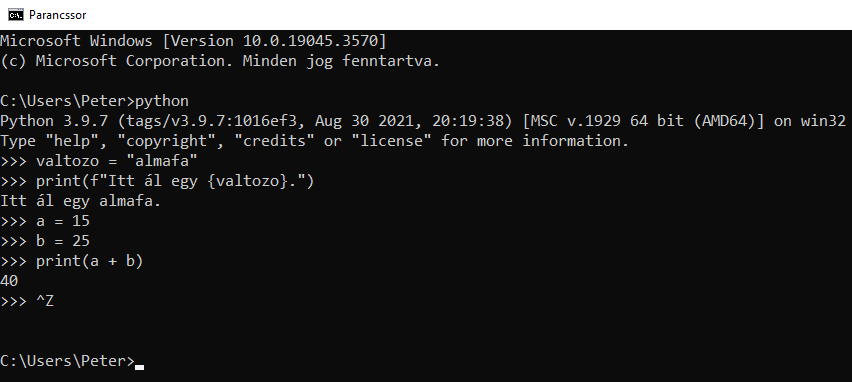 Parancssor
Microsoft Windows [Version 10.0.19045.3570]
(c) Microsoft Corporation. Minden jog fenntartva.
C:\Users\Peter>python
Python 3.9.7 (tags/v3.9.7:1016ef3, Aug 30 2021, 20:19:38) [MSC v.1929 64 bit (AMD64)] on win32
Type "help", "copyright", "credits" or "license" for more information.
>>> valtozo = "almafa"
>>> print(f"Itt ál egy {valtozo}.")
Itt ál egy almafa.
>>> a = 15
>>> b = 25
>>> print(a + b)
40
>>> ^Z
C:\Users\Peter>